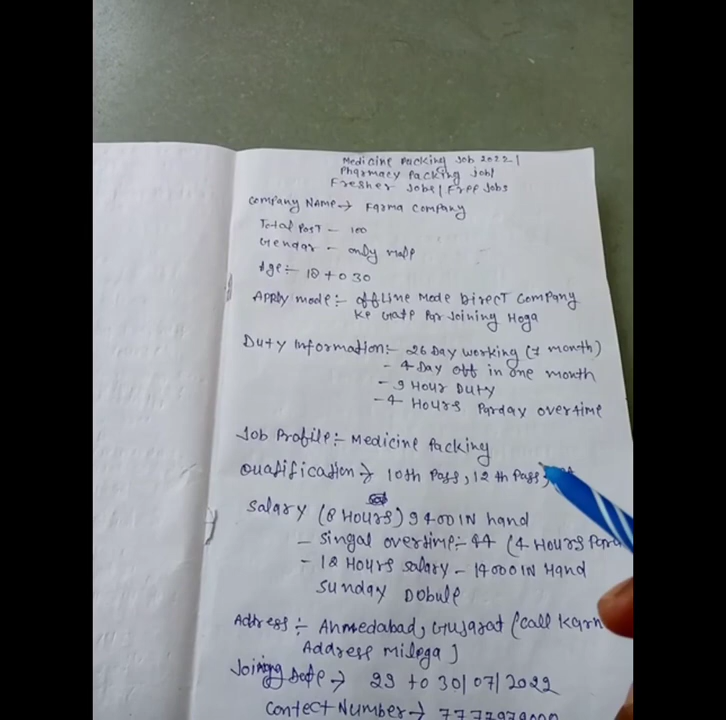 Medicine Packing Job 2022|
Pharmacy Packing Job|
Fresher Jobs| Free Jobs
Company Name → Farma Company
Total Post - 100
Gendar - only Male
Age :- 18 to 30
Apply mode :- offline Mode Direct Company
ke Gate Par Joining Hoga
Duty Information :- 26 Day working (1 month)
- 4 Day off in one month
- 9 Hour Duty
- 4 Hours Parday overtime
Job Profile :- Medicine Packing
Qualification → 10th Pass, 12 th Pass,
Salary (8 Hours) 9400 IN hand
- Singal overtime :- 44 (4 Hours Para
- 12 Hours salary - 14000 IN Hand
Sunday Dobule
Address :- Ahmedabad, Gujarat (call Karn
Address Milega)
Joining Date → 29 to 30/07/2022
Contect Number →